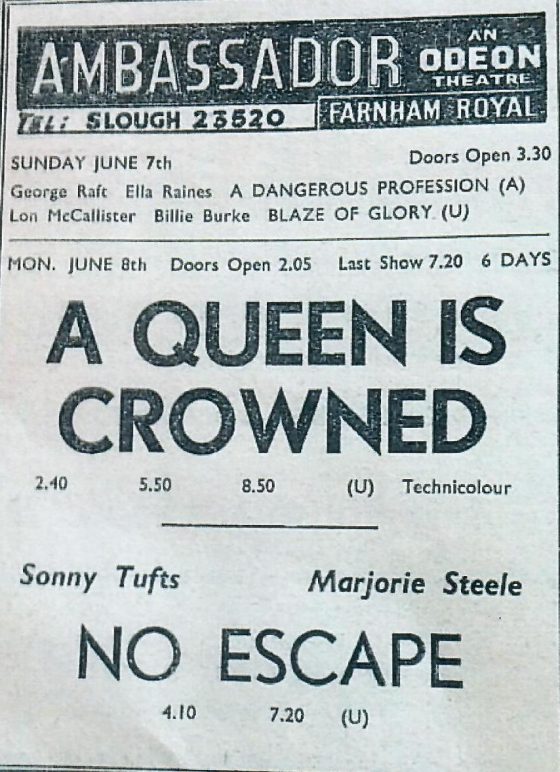 AMBASSADOR AN ODEON THEATRE
TEL: SLOUGH 23520 FARNHAM ROYAL
SUNDAY JUNE 7th Doors Open 3.30
George Raft Ella Raines A DANGEROUS PROFESSION (A)
Lon McCallister Billie Burke BLAZE OF GLORY (U)
MON. JUNE 8th Doors Open 2.05 Last Show 7.20 6 DAYS
A QUEEN IS
CROWNED
2.40 5.50 8.50 (U) Technicolour
Sonny Tufts Marjorie Steele
NO ESCAPE
4.10 7.20 (U)